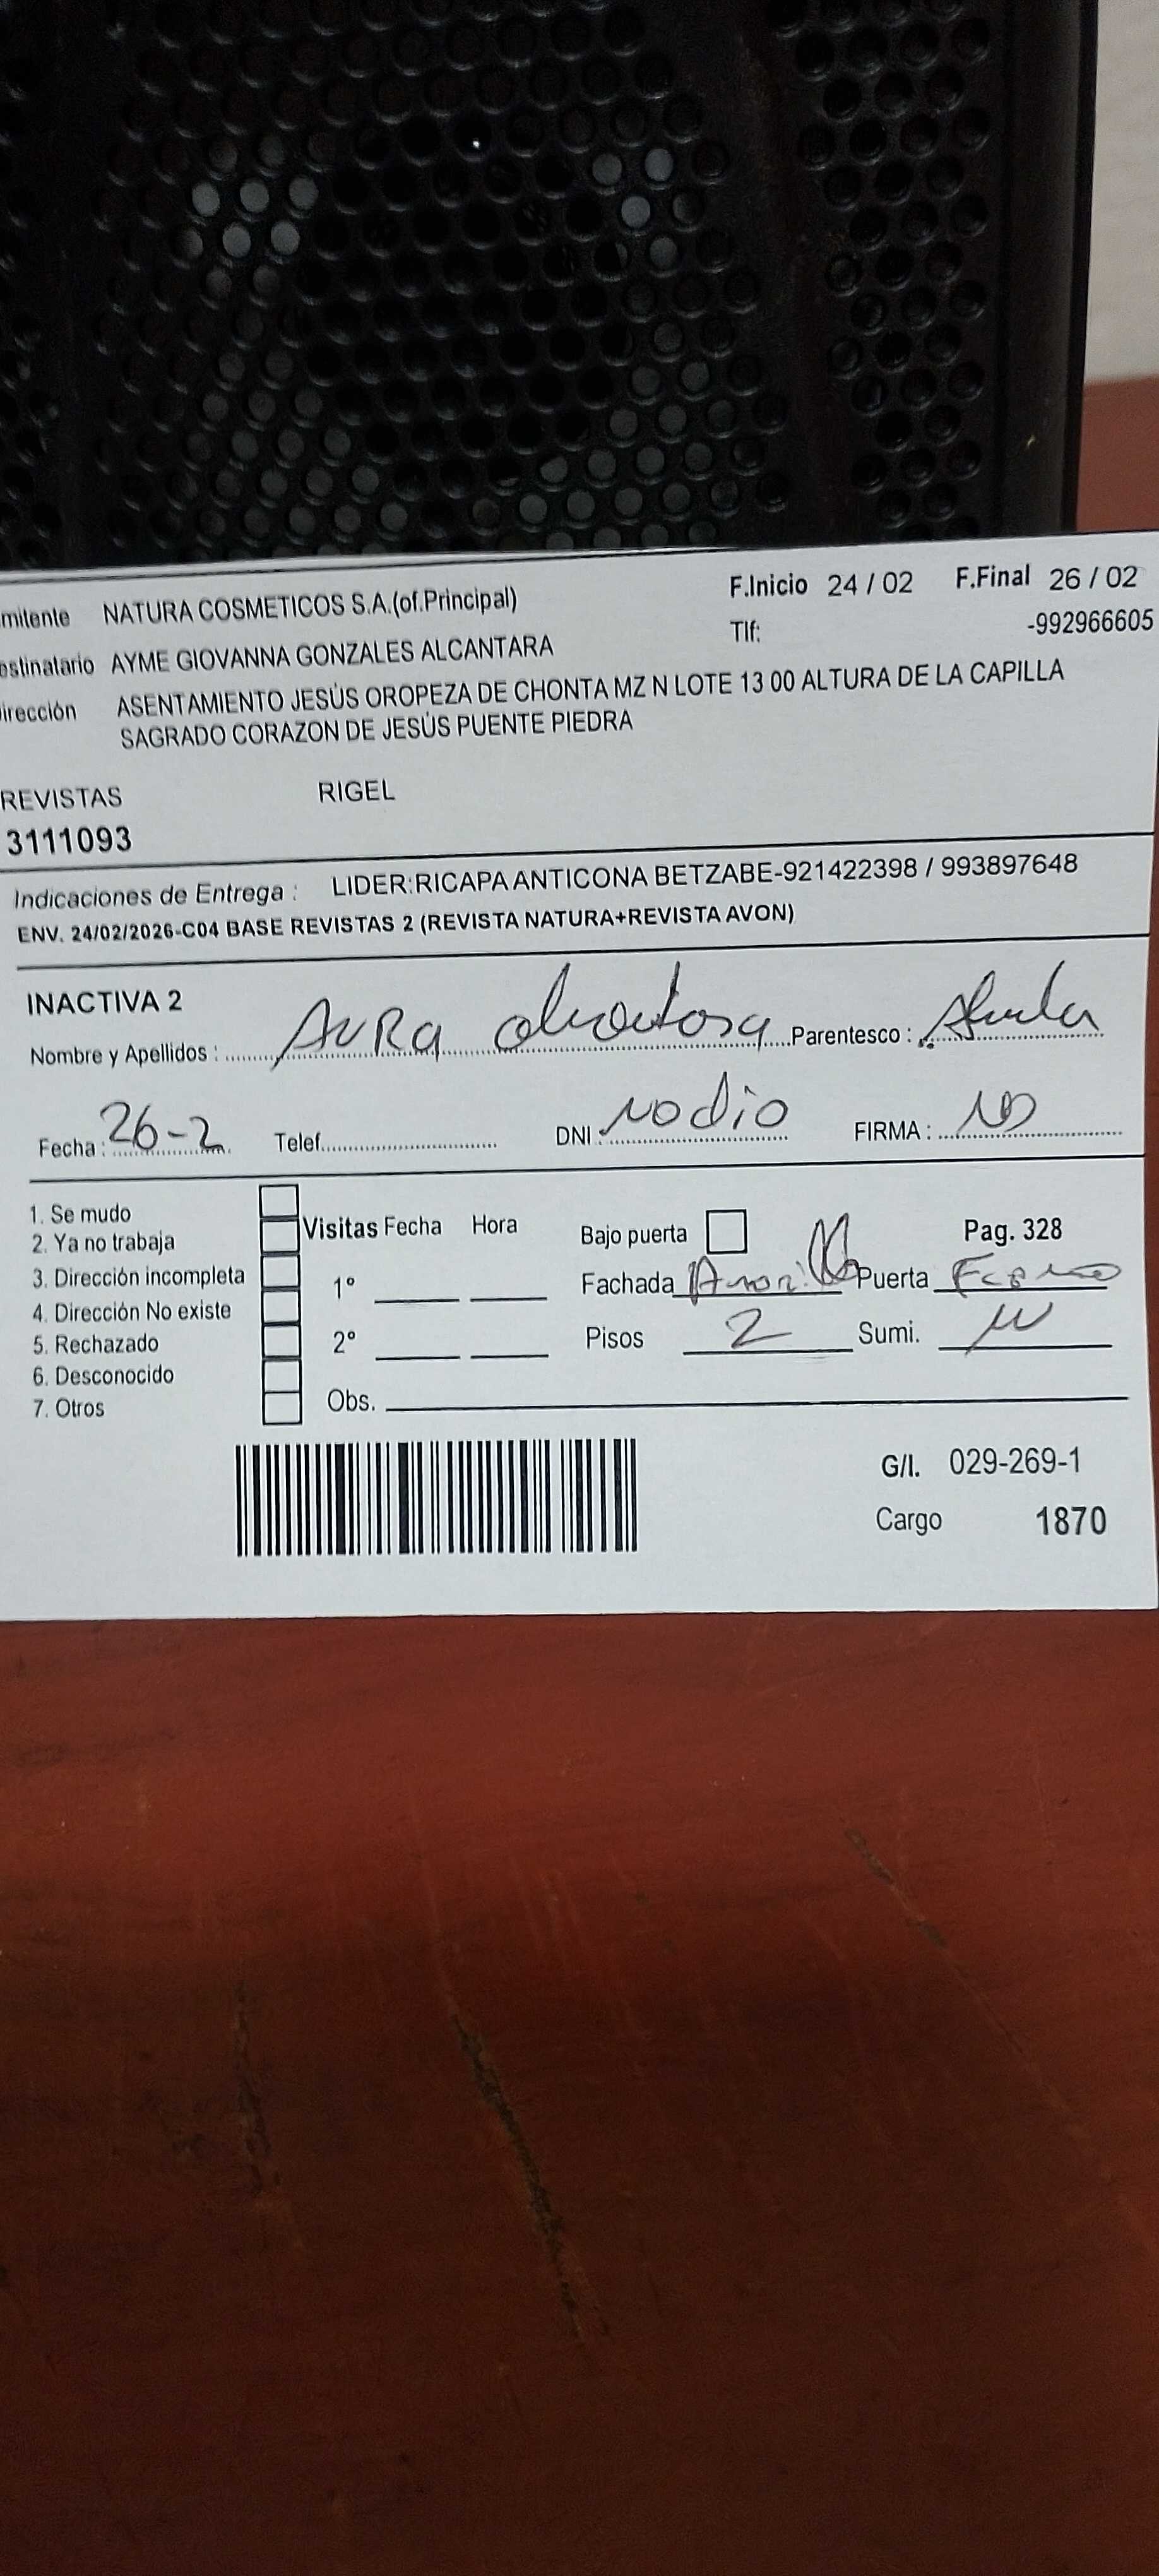 mitente NATURA COSMETICOS S.A.(of.Principal) F.Inicio 24 / 02 F.Final 26 / 02
estinatario AYME GIOVANNA GONZALES ALCANTARA Tlf: -992966605
irección ASENTAMIENTO JESÚS OROPEZA DE CHONTA MZ N LOTE 13 00 ALTURA DE LA CAPILLA
SAGRADO CORAZON DE JESÚS PUENTE PIEDRA
REVISTAS RIGEL
3111093
Indicaciones de Entrega : LIDER:RICAPA ANTICONA BETZABE-921422398 / 993897648
ENV. 24/02/2026-C04 BASE REVISTAS 2 (REVISTA NATURA+REVISTA AVON)
INACTIVA 2
Nombre y Apellidos : AURA Parentesco :
Fecha : 26-2 Telef. DNI : No dio FIRMA :
1. Se mudo
2. Ya no trabaja Visitas Fecha Hora Bajo puerta Pag. 328
3. Dirección incompleta 1º Fachada Puerta
4. Dirección No existe
5. Rechazado 2º Pisos 2 Sumi.
6. Desconocido
7. Otros Obs.
G/I. 029-269-1
Cargo 1870